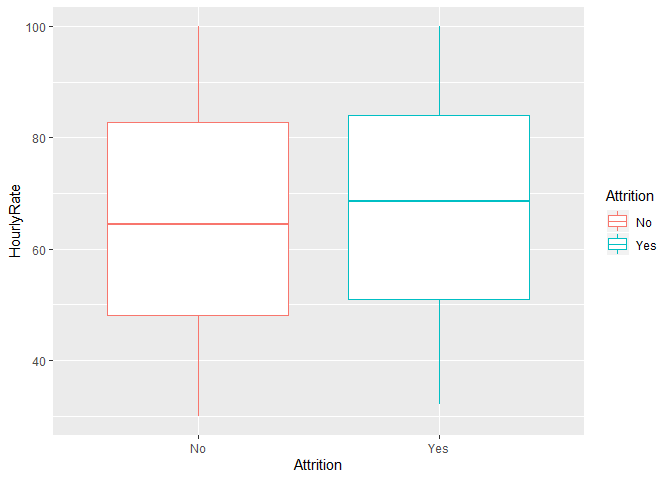 100
80
60
40
HourlyRate
No
Yes
Attrition
Attrition
No
Yes